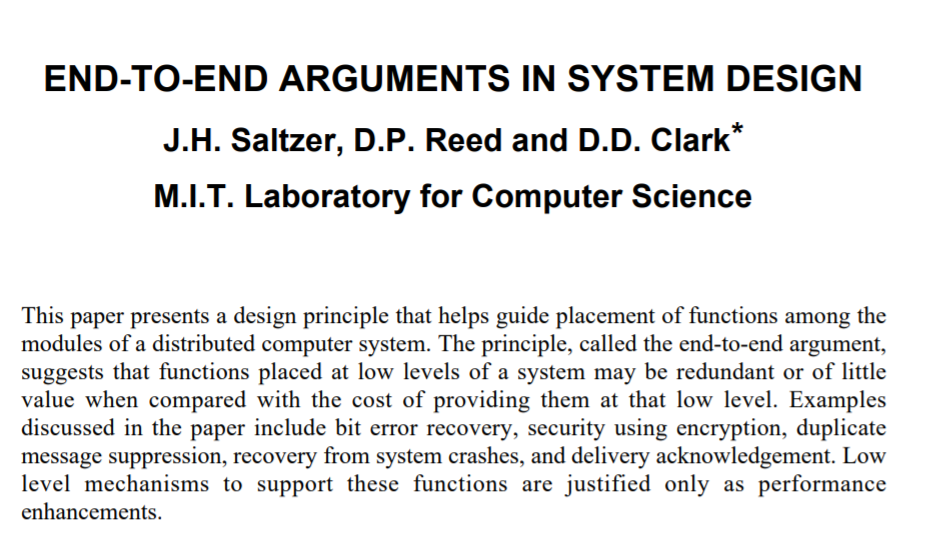 END-TO-END ARGUMENTS IN SYSTEM DESIGN
J.H. Saltzer, D.P. Reed and D.D. Clark*
M.I.T. Laboratory for Computer Science
This paper presents a design principle that helps guide placement of functions among the
modules of a distributed computer system. The principle, called the end-to-end argument,
suggests that functions placed at low levels of a system may be redundant or of little
value when compared with the cost of providing them at that low level. Examples
discussed in the paper include bit error recovery, security using encryption, duplicate
message suppression, recovery from system crashes, and delivery acknowledgement. Low
level mechanisms to support these functions are justified only as performance
enhancements.